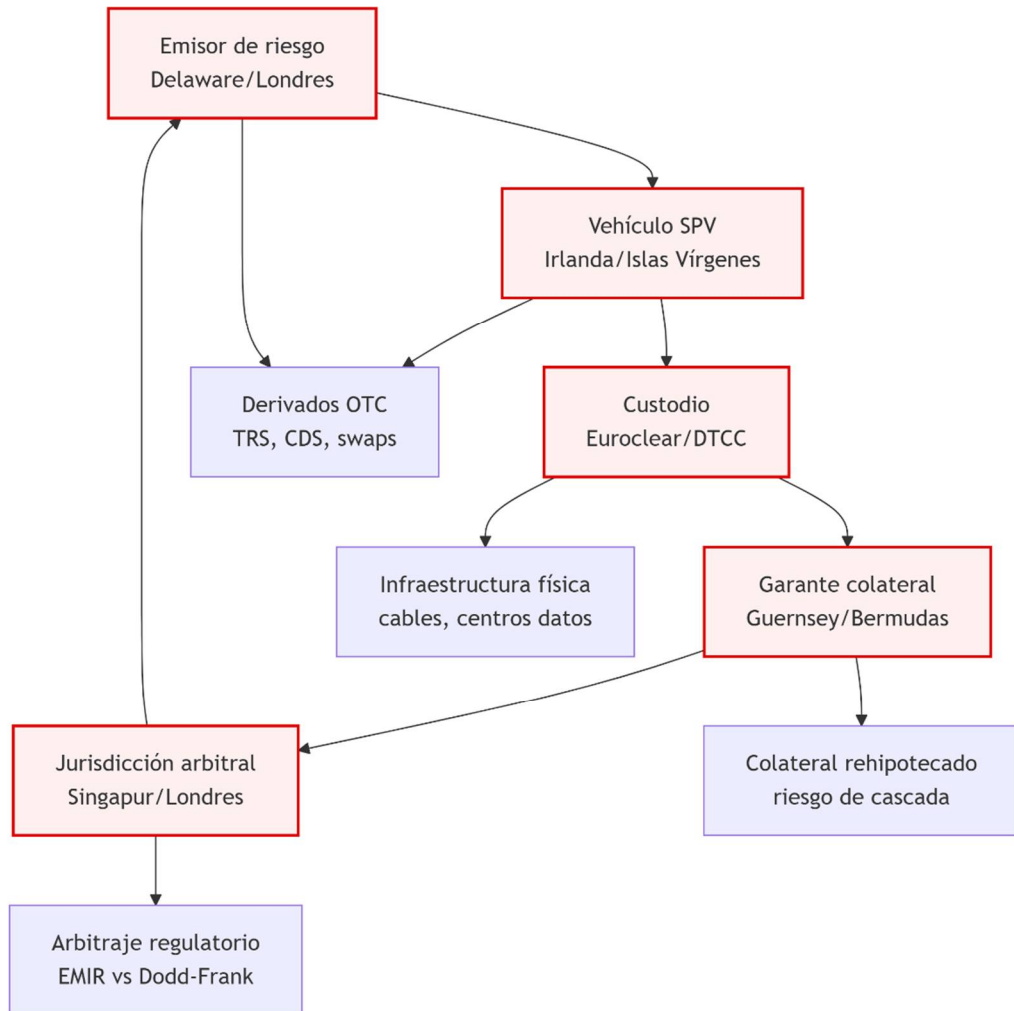 Emisor de riesgo
Delaware/Londres
Vehículo SPV
Irlanda/Islas Vírgenes
Derivados OTC
TRS, CDS, swaps
Custodio
Euroclear/DTCC
Infraestructura física
cables, centros datos
Garante colateral
Guernsey/Bermudas
Jurisdicción arbitral
Singapur/Londres
Colateral rehipotecado
riesgo de cascada
Arbitraje regulatorio
EMIR vs Dodd-Frank